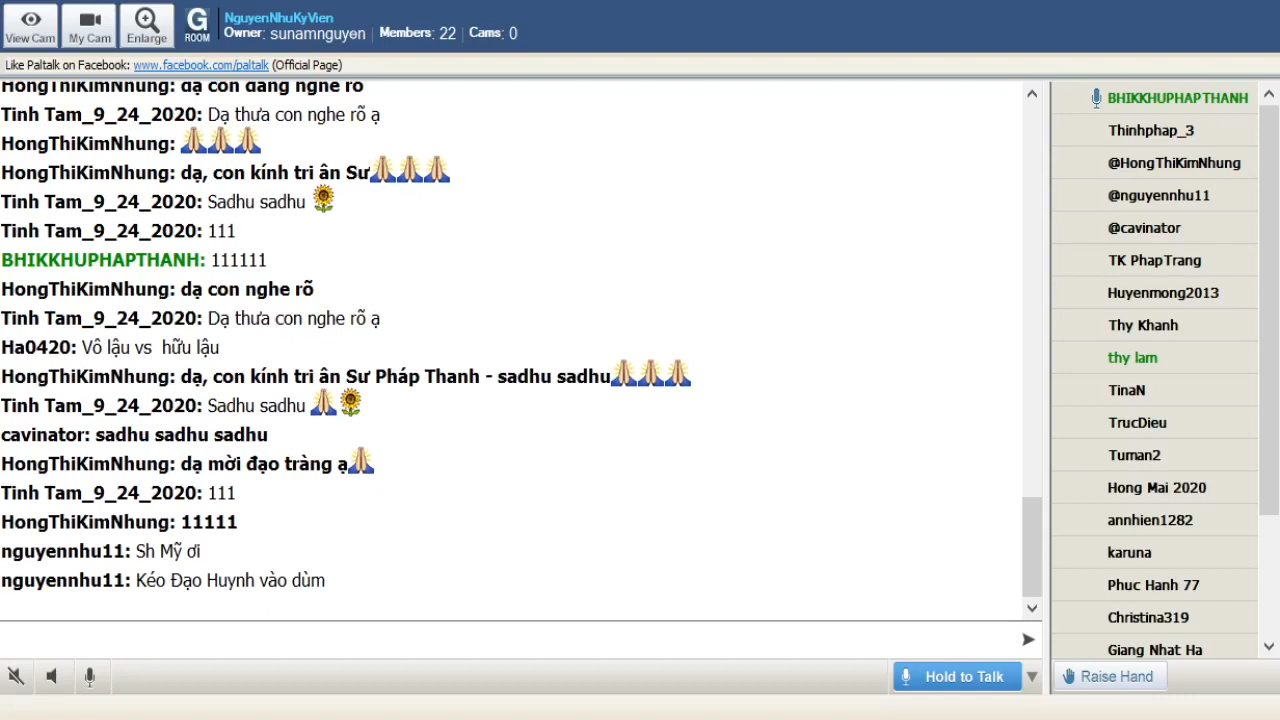 NguyenNhuKyVien
G
View Cam My Cam Enlarge ROOM Owner: sunamnguyen Members: 22 Cams: 0
Like Paltalk on Facebook: www.facebook.com/paltalk (Official Page)
HongThiKimNhung: dạ con đang nghe rõ
Tinh Tam_9_24_2020: Dạ thưa con nghe rõ ạ
HongThiKimNhung: 🙏🙏🙏
HongThiKimNhung: dạ, con kính tri ân Sư🙏🙏🙏
Tinh Tam_9_24_2020: Sadhu sadhu 🌻
Tinh Tam_9_24_2020: 111
BHIKKHUPHAPTHANH: 111111
HongThiKimNhung: dạ con nghe rõ
Tinh Tam_9_24_2020: Dạ thưa con nghe rõ ạ
Ha0420: Vô lậu vs hữu lậu
HongThiKimNhung: dạ, con kính tri ân Sư Pháp Thanh - sadhu sadhu🙏🙏🙏
Tinh Tam_9_24_2020: Sadhu sadhu 🙏🌻
cavinator: sadhu sadhu sadhu
HongThiKimNhung: dạ mời đạo tràng ạ🙏
Tinh Tam_9_24_2020: 111
HongThiKimNhung: 11111
nguyennhu11: Sh Mỹ ơi
nguyennhu11: Kéo Đạo Huynh vào dùm
BHIKKHUPHAPTHANH
Thinhphap_3
@HongThiKimNhung
@nguyennhu11
@cavinator
TK PhapTrang
Huyenmong2013
Thy Khanh
thy lam
TinaN
TrucDieu
Tuman2
Hong Mai 2020
annhien1282
karuna
Phuc Hanh 77
Christina319
Giang Nhat Ha
Hold to Talk
Raise Hand